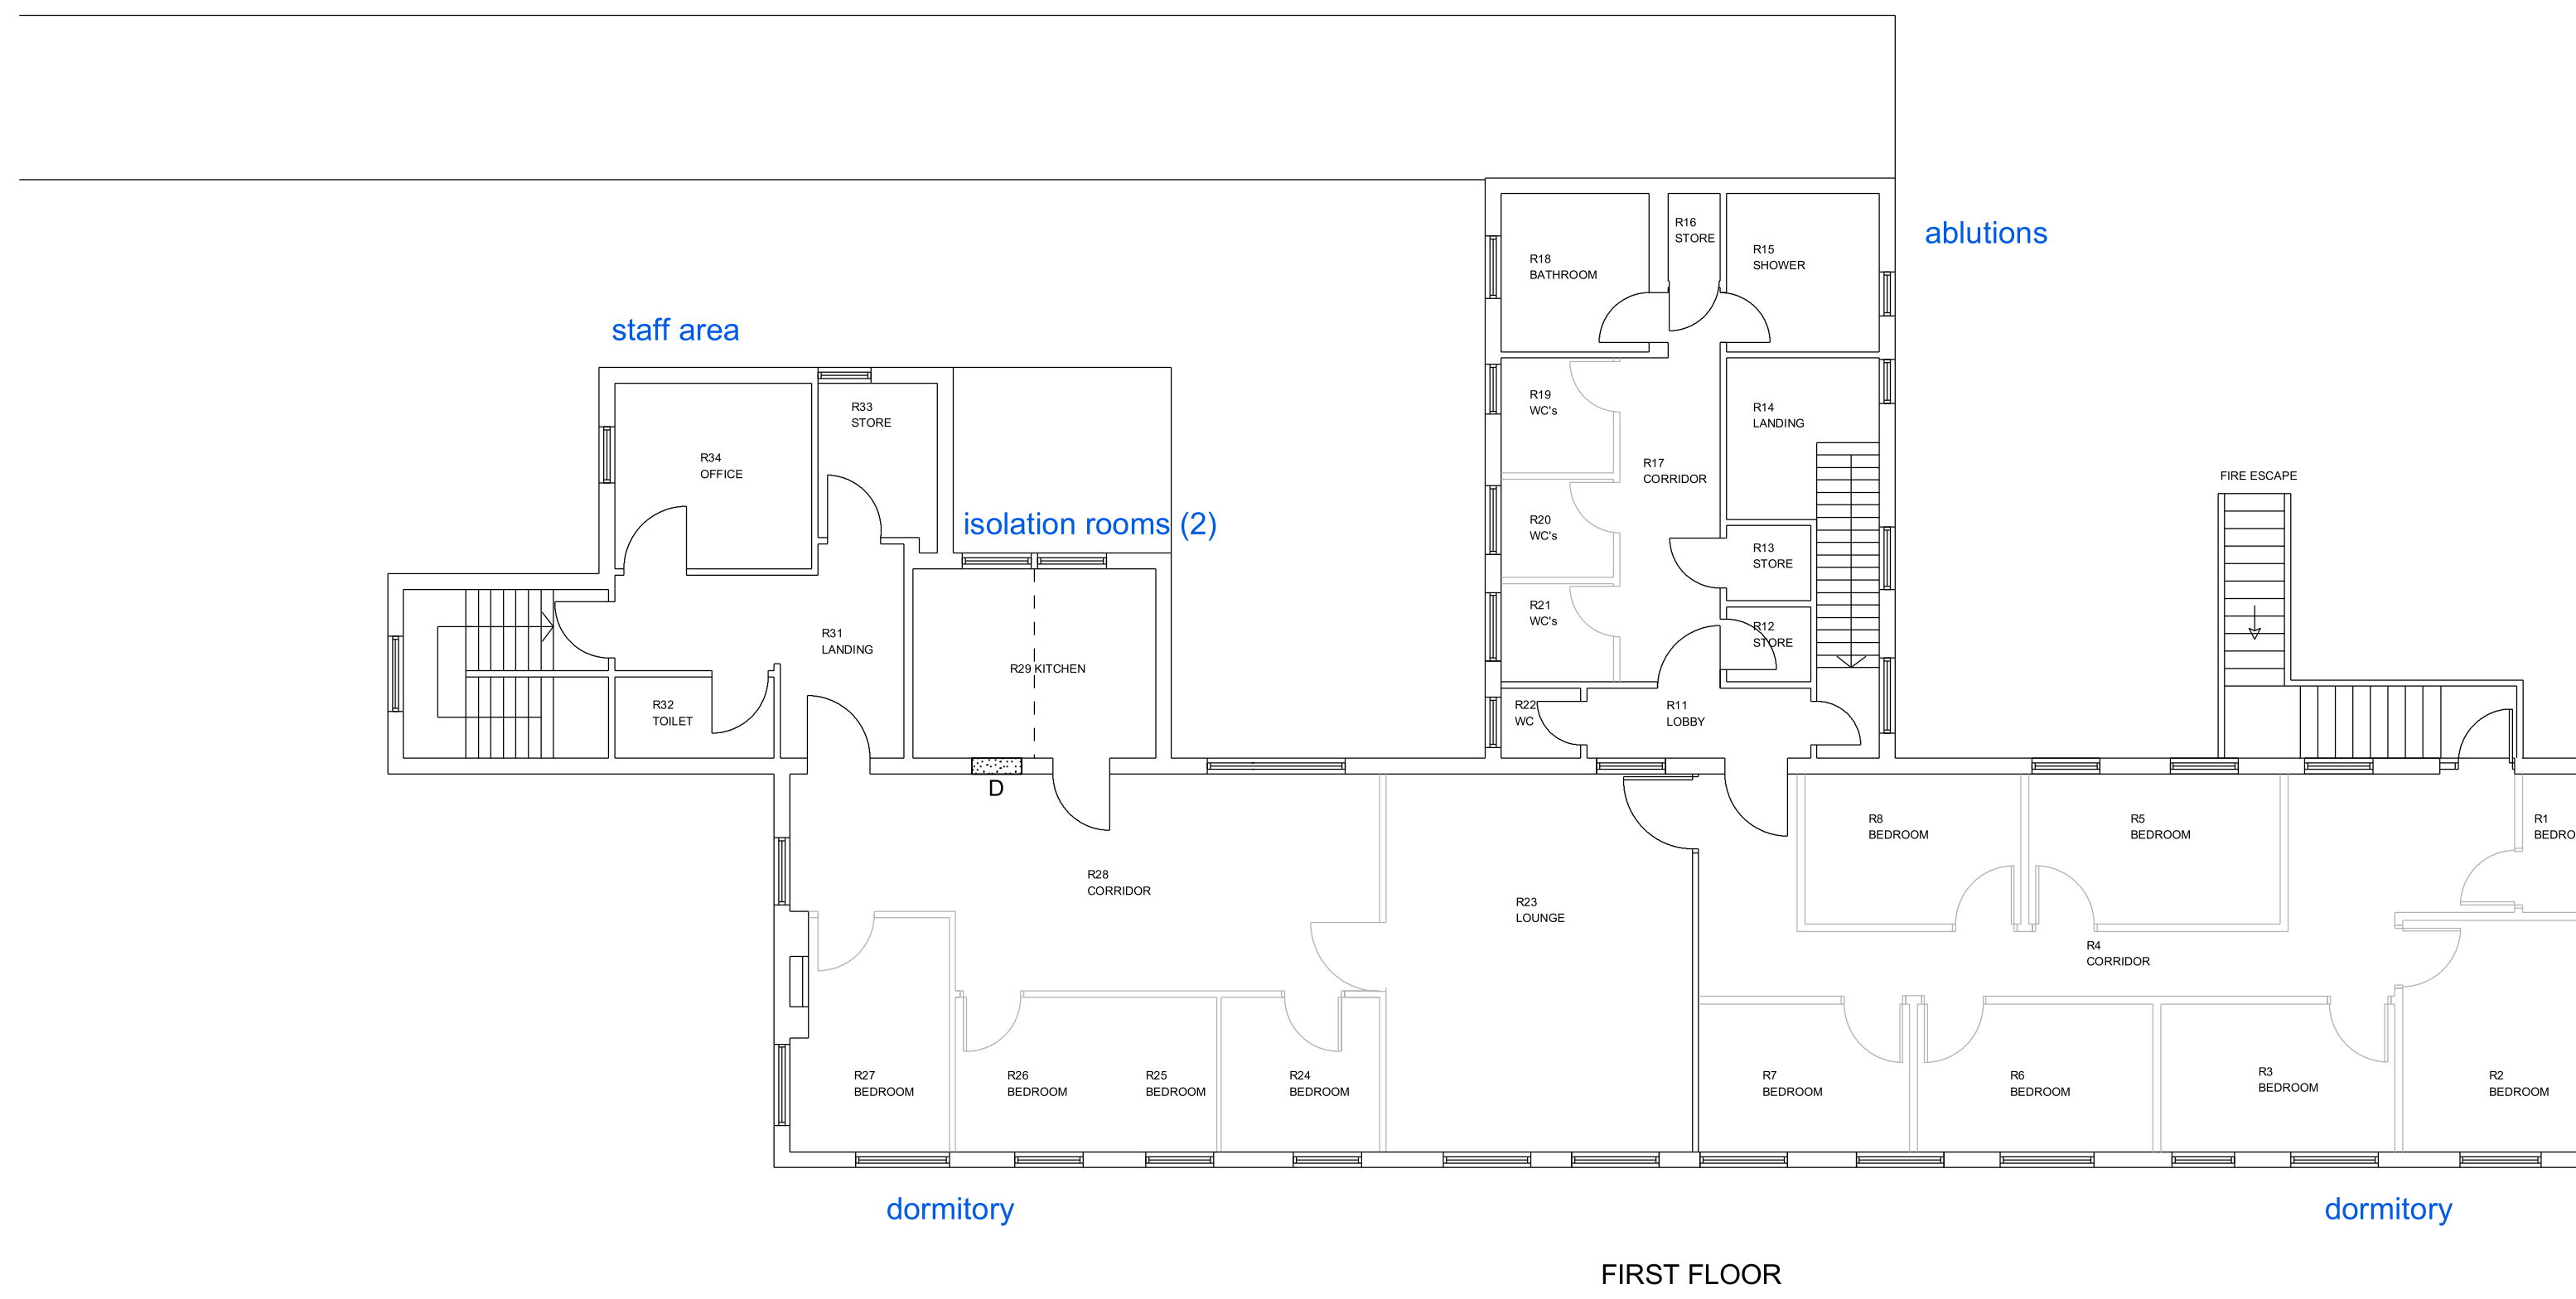 ablutions
staff area
isolation rooms (2)
R16
STORE
R18
BATHROOM
R15
SHOWER
R33
STORE
R34
OFFICE
R19
WC's
R14
LANDING
R17
CORRIDOR
FIRE ESCAPE
R20
WC's
R13
STORE
R21
WC's
R12
STORE
R31
LANDING
R29 KITCHEN
R32
TOILET
R22
WC
R11
LOBBY
D
R8
BEDROOM
R5
BEDROOM
R1
BEDRO
R28
CORRIDOR
R23
LOUNGE
R4
CORRIDOR
R27
BEDROOM
R26
BEDROOM
R25
BEDROOM
R24
BEDROOM
R7
BEDROOM
R6
BEDROOM
R3
BEDROOM
R2
BEDROOM
dormitory
dormitory
FIRST FLOOR